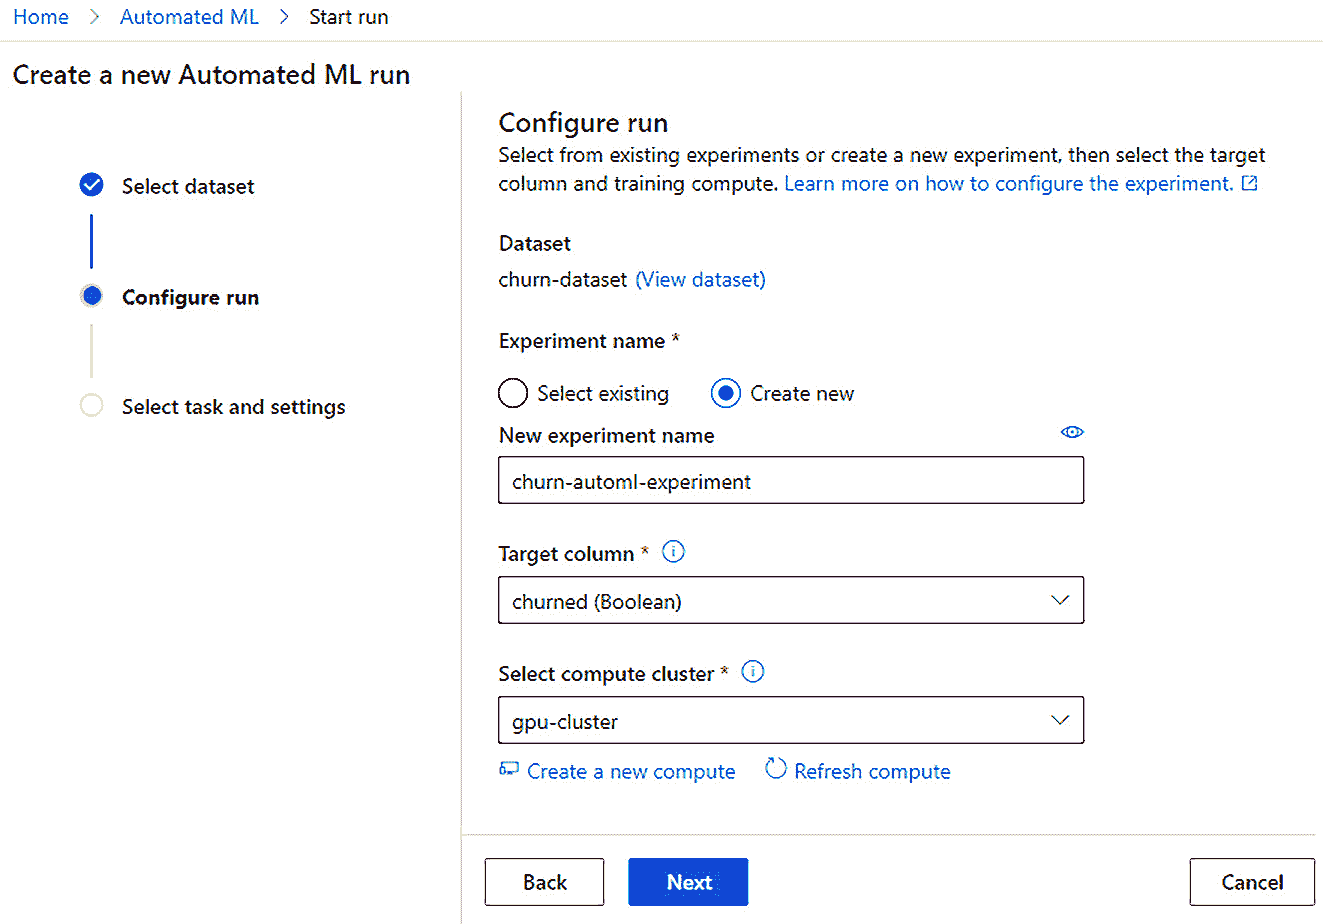 Home > Automated ML > Start run
Create a new Automated ML run
Select dataset
Configure run
Select task and settings
Configure run
Select from existing experiments or create a new experiment, then select the target
column and training compute. Learn more on how to configure the experiment.
Dataset
churn-dataset (View dataset)
Experiment name *
Select existing Create new
New experiment name
churn-automl-experiment
Target column *
churned (Boolean)
Select compute cluster *
gpu-cluster
Create a new compute Refresh compute
Back Next Cancel